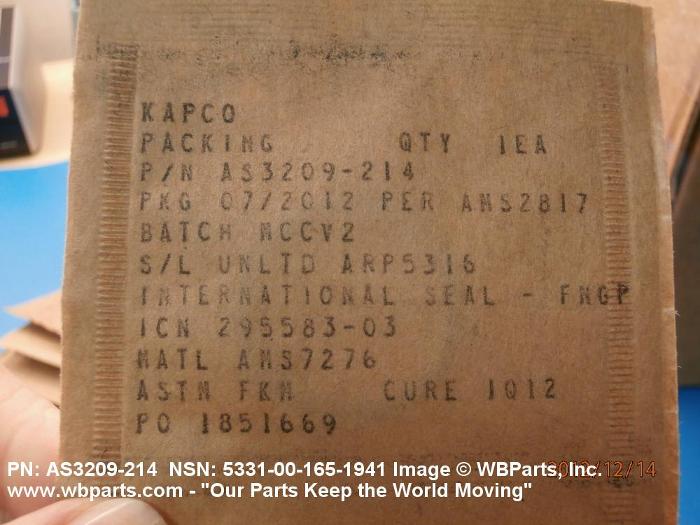 KAPCO
PACKING QTY 1EA
P/N AS3209-214
PKG 07/2012 PER AMS2817
BATCH MCCV2
S/L UNLTD ARP5316
INTERNATIONAL SEAL - FNGP
ICN 295583-03
MATL AMS7276
ASTM FKM CURE 1Q12
PO 1851669
PN: AS3209-214 NSN: 5331-00-165-1941 Image © WBParts, Inc.
www.wbparts.com - "Our Parts Keep the World Moving"